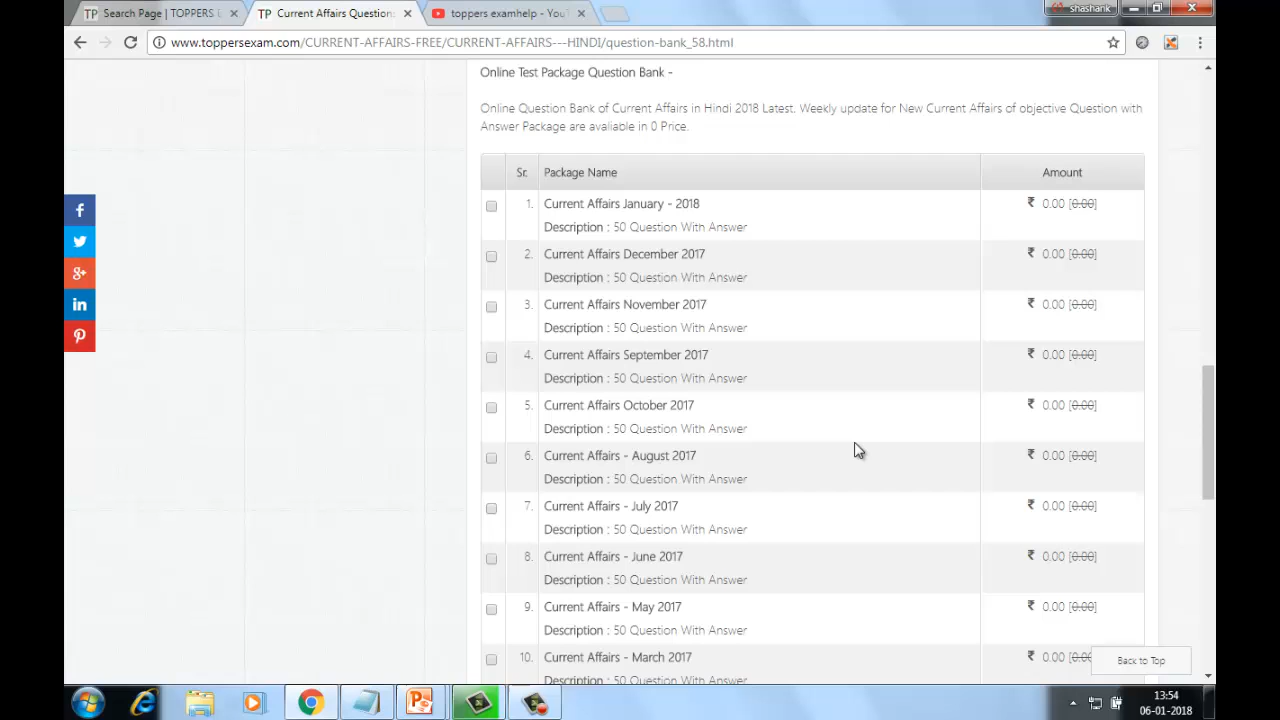 Search Page | TOPPERS
Current Affairs Question
toppers examhelp - YouT
shashank
www.toppersexam.com/CURRENT-AFFAIRS-FREE/CURRENT-AFFAIRS---HINDI/question-bank_58.html
Online Test Package Question Bank -
Online Question Bank of Current Affairs in Hindi 2018 Latest. Weekly update for New Current Affairs of objective Question with
Answer Package are avaliable in 0 Price.
Sr. Package Name Amount
1. Current Affairs January - 2018 ₹ 0.00 [0.00]
Description : 50 Question With Answer
2. Current Affairs December 2017 ₹ 0.00 [0.00]
Description : 50 Question With Answer
3. Current Affairs November 2017 ₹ 0.00 [0.00]
Description : 50 Question With Answer
4. Current Affairs September 2017 ₹ 0.00 [0.00]
Description : 50 Question With Answer
5. Current Affairs October 2017 ₹ 0.00 [0.00]
Description : 50 Question With Answer
6. Current Affairs - August 2017 ₹ 0.00 [0.00]
Description : 50 Question With Answer
7. Current Affairs - July 2017 ₹ 0.00 [0.00]
Description : 50 Question With Answer
8. Current Affairs - June 2017 ₹ 0.00 [0.00]
Description : 50 Question With Answer
9. Current Affairs - May 2017 ₹ 0.00 [0.00]
Description : 50 Question With Answer
10. Current Affairs - March 2017 ₹ 0.00
Description : 50 Question With Answer
Back to Top
13:54
06-01-2018